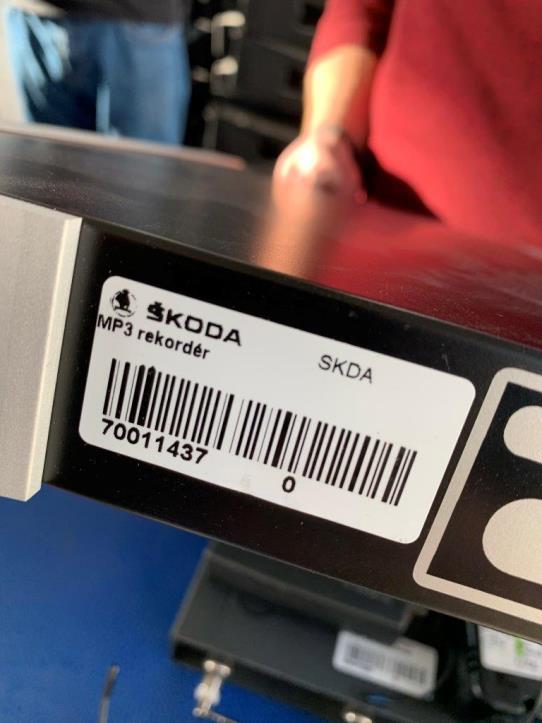 ŠKODA
MP3 rekordér
SKDA
70011437 0